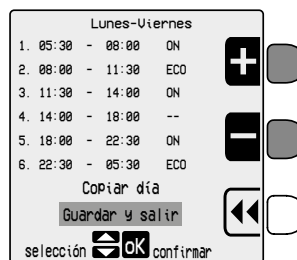 Lunes-Viernes
1. 05:30 - 08:00 ON
2. 08:00 - 11:30 ECO
3. 11:30 - 14:00 ON
4. 14:00 - 18:00 --
5. 18:00 - 22:30 ON
6. 22:30 - 05:30 ECO
Copiar día
Guardar y salir
selección OK confirmar